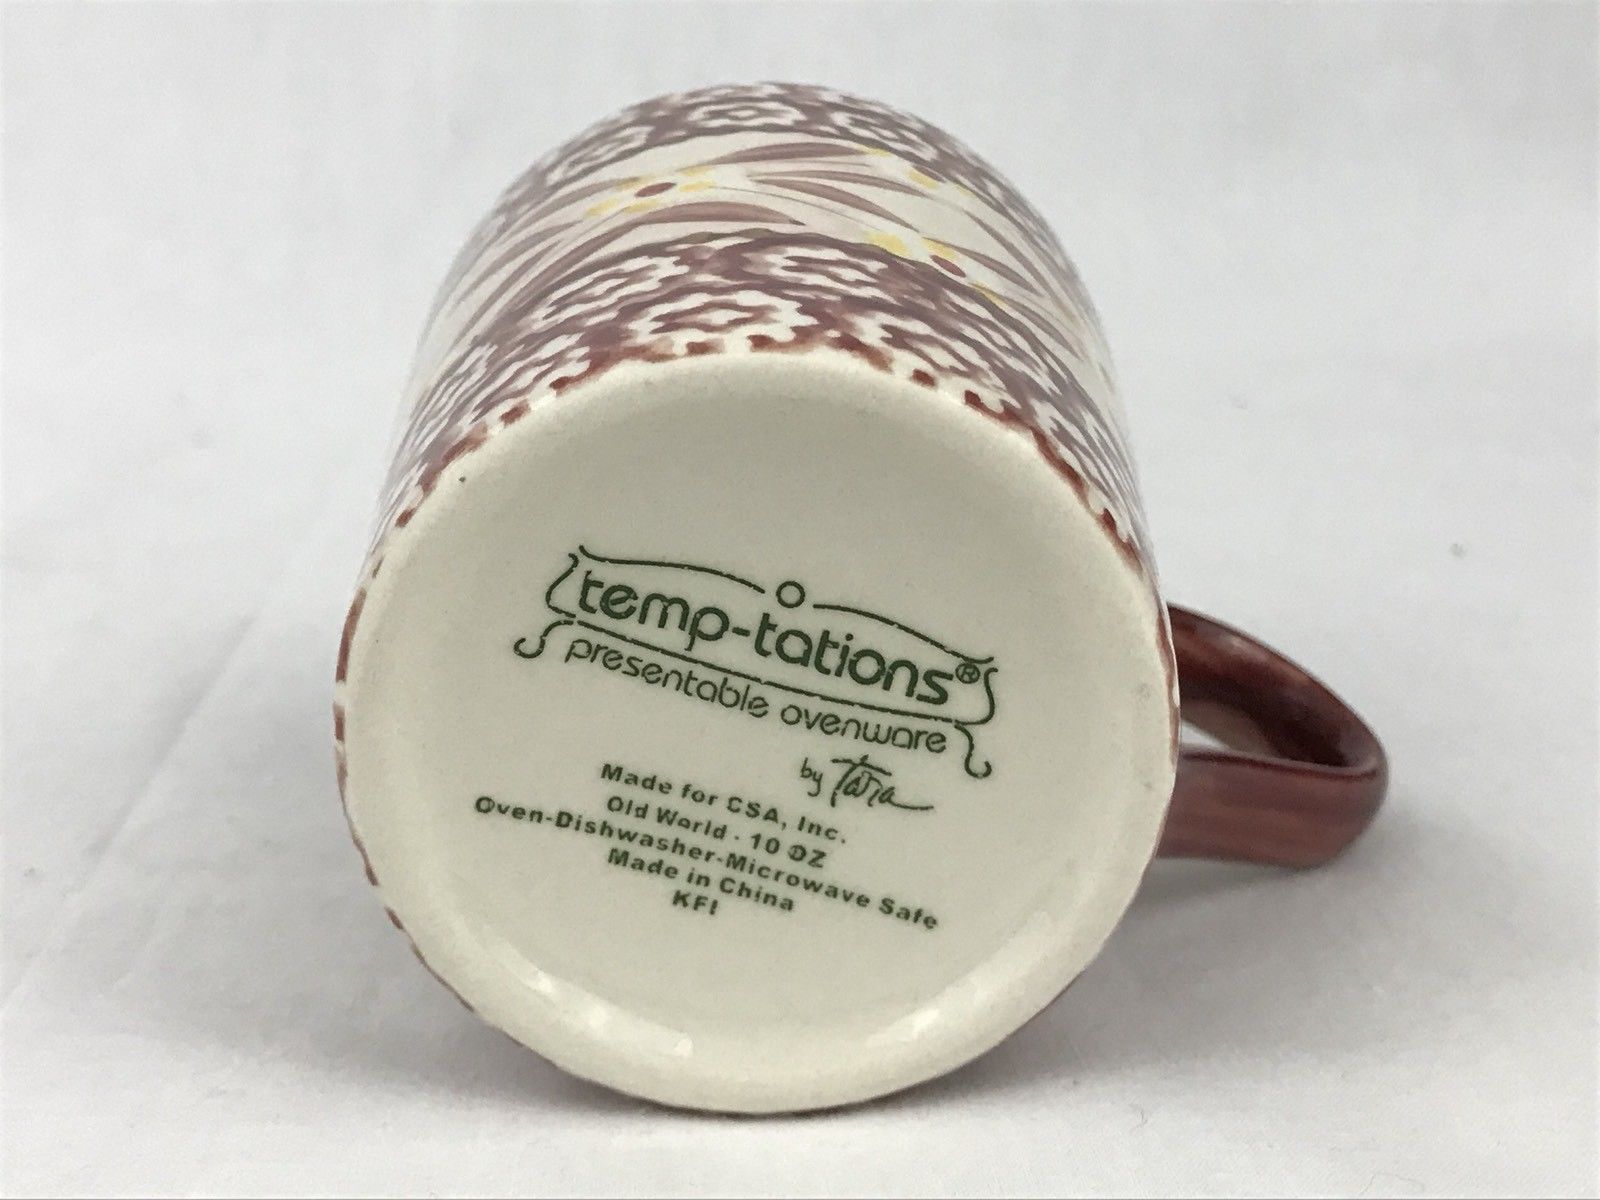 temp-tations®
presentable ovenware
by Tara
Made for CSA, Inc.
Old World · 10 OZ
Oven-Dishwasher-Microwave Safe
Made in China
KFI